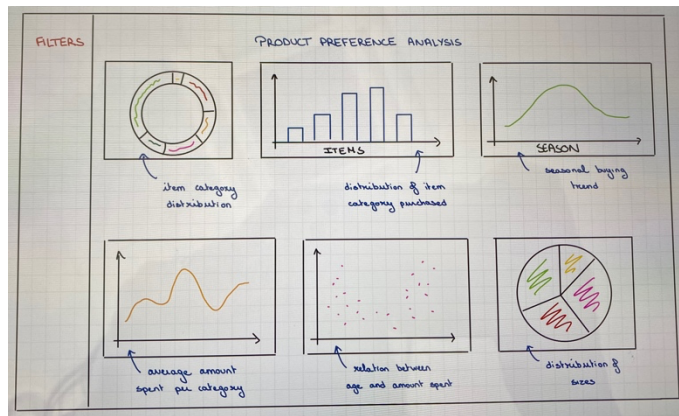 FILTERS
PRODUCT PREFERENCE ANALYSIS
item category
distribution
ITEMS
distribution of item
category purchased
SEASON
seasonal buying
trend
average amount
spent per category
relation between
age and amount spent
distribution of
sizes